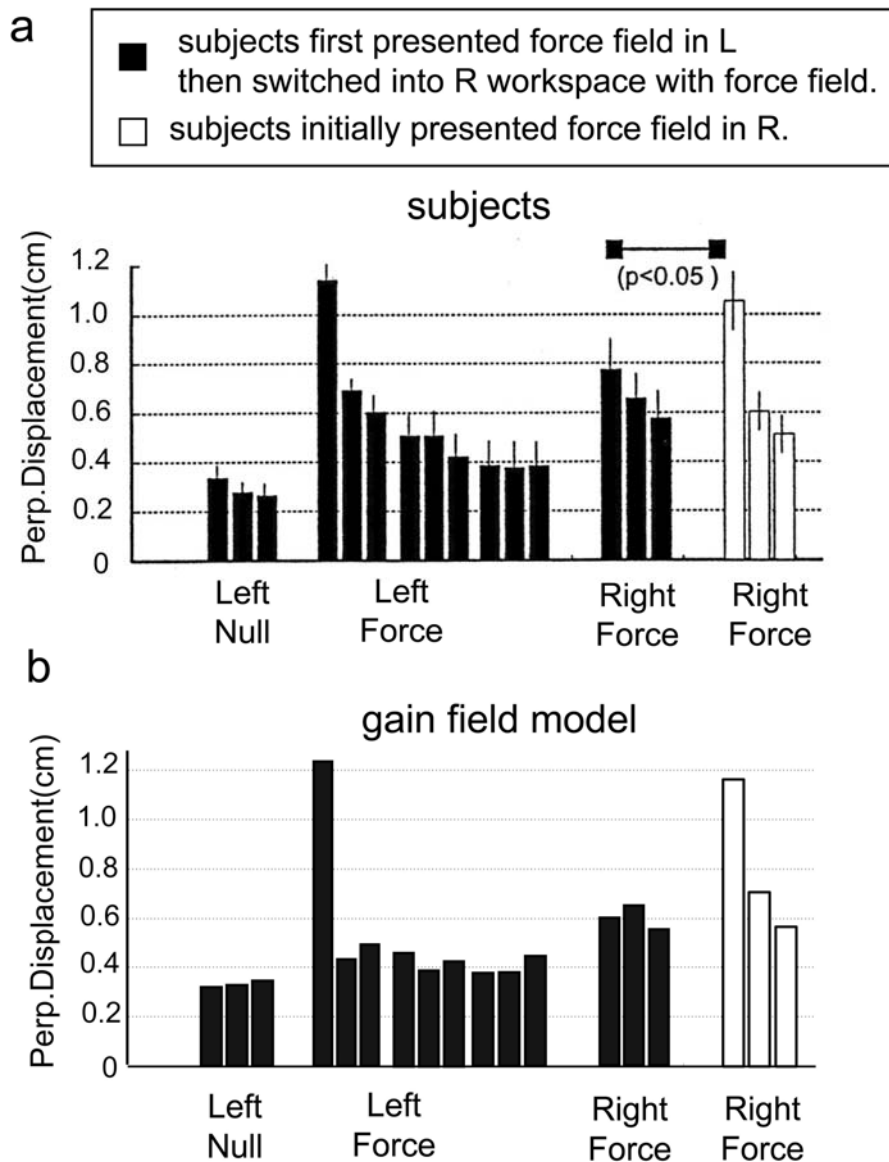 a
subjects first presented force field in L
then switched into R workspace with force field.
subjects initially presented force field in R.
subjects
Perp.Displacement(cm)
1.2
1.0
0.8
0.6
0.4
0.2
0
(p<0.05 )
Left
Null
Left
Force
Right
Force
Right
Force
b
gain field model
Perp.Displacement(cm)
1.2
1.0
0.8
0.6
0.4
0.2
0
Left
Null
Left
Force
Right
Force
Right
Force